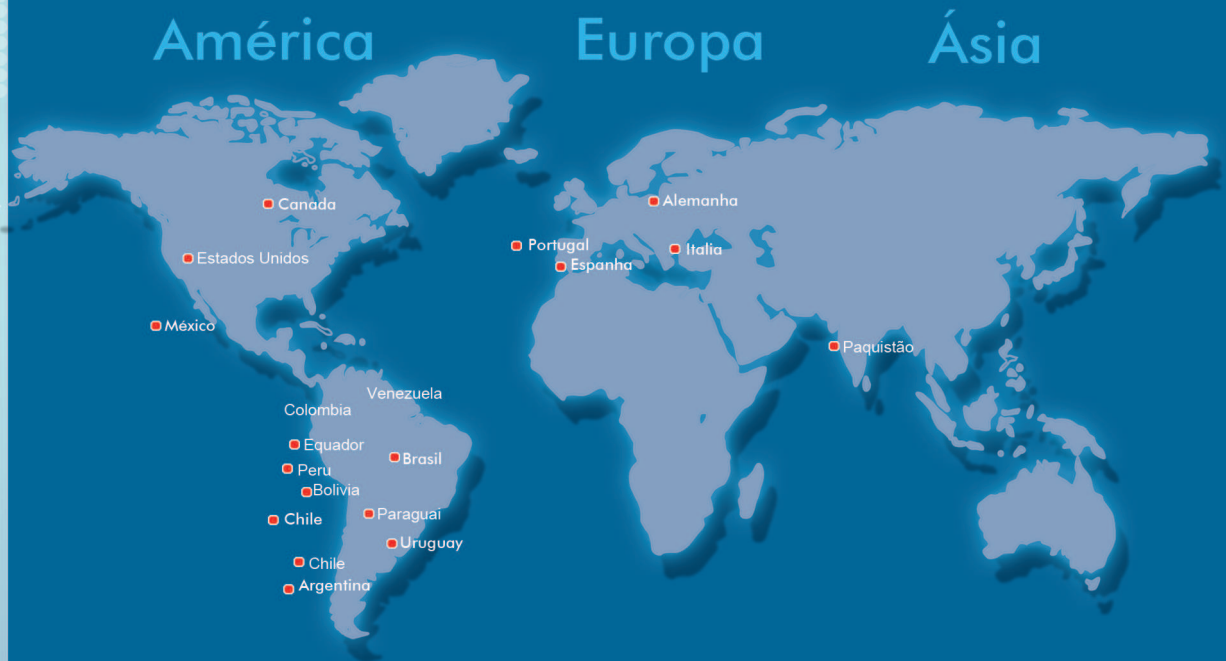 América
Europa
Ásia
Canada
Estados Unidos
México
Venezuela
Colombia
Equador
Brasil
Peru
Bolivia
Paraguai
Chile
Uruguay
Chile
Argentina
Alemanha
Portugal
Italia
Espanha
Paquistão